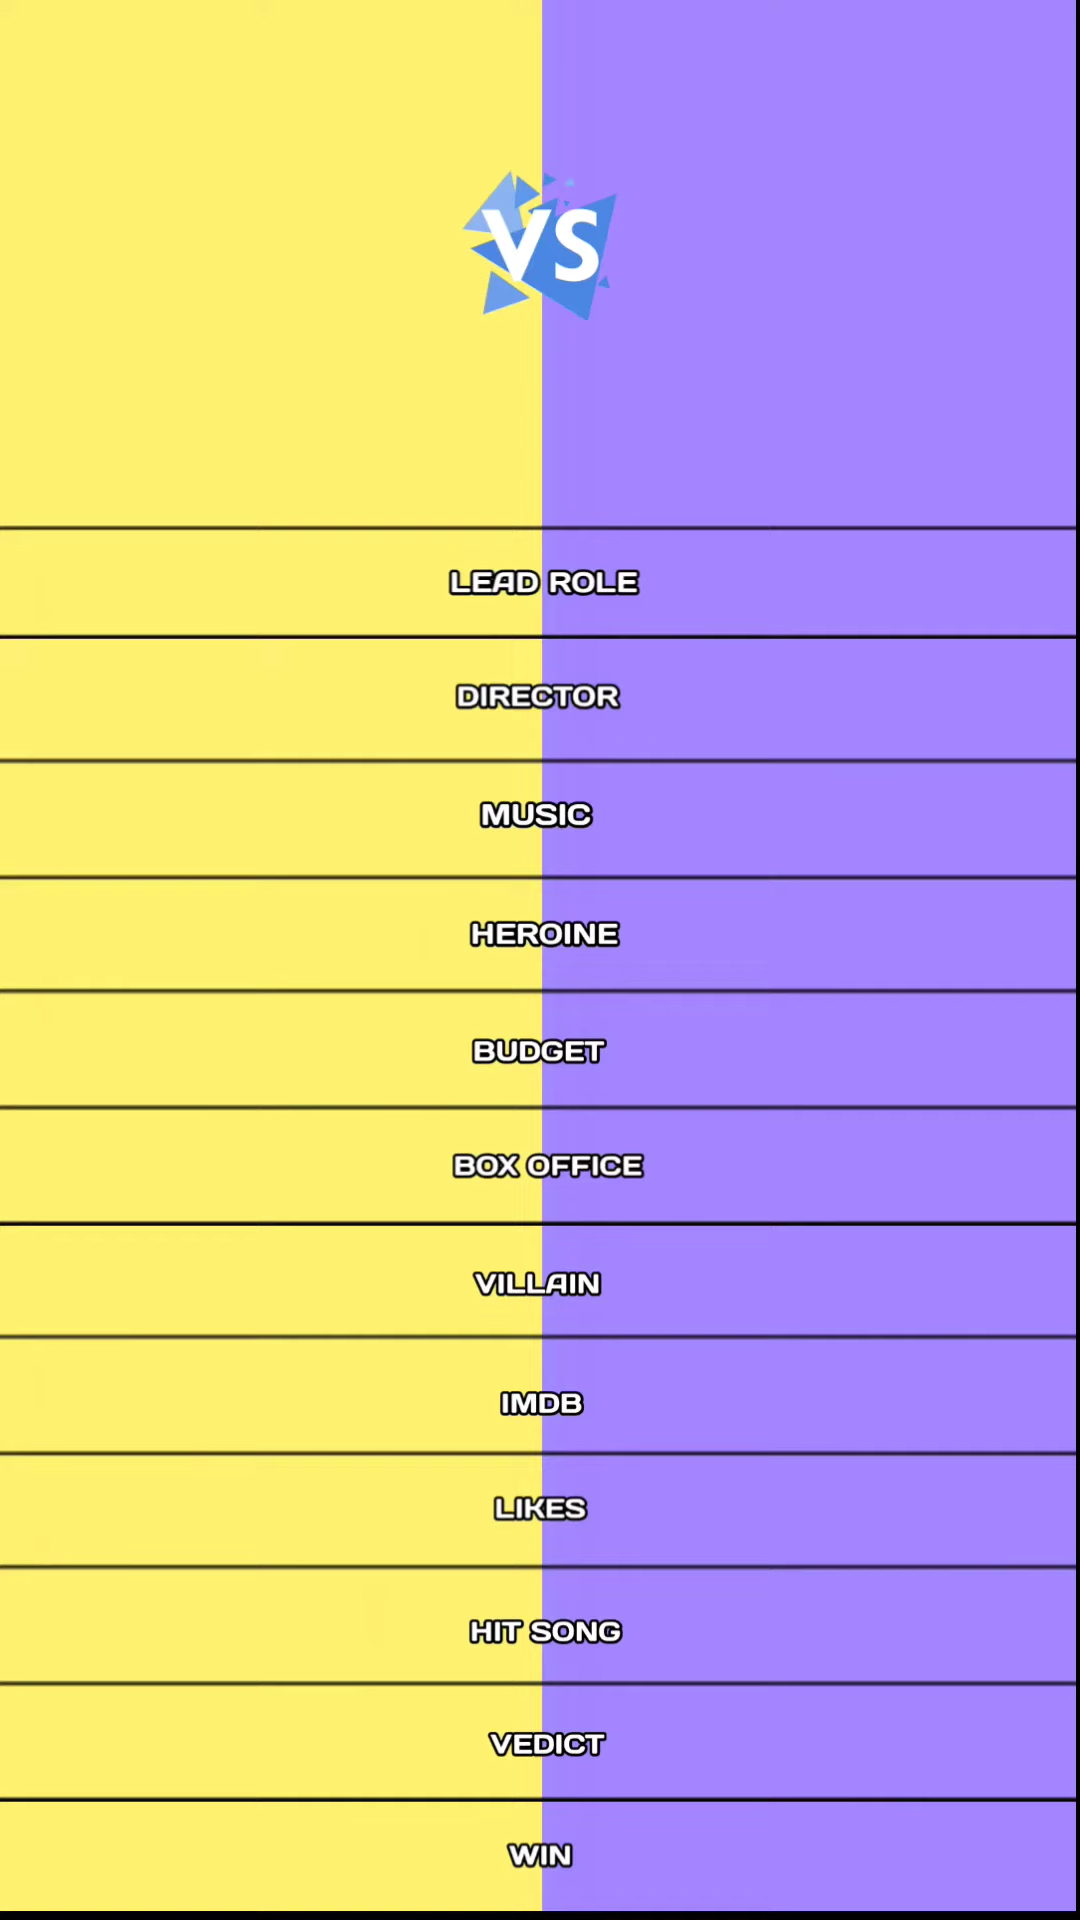 VS
LEAD ROLE
DIRECTOR
MUSIC
HEROINE
BUDGET
BOX OFFICE
VILLAIN
IMDB
LIKES
HIT SONG
VEDICT
WIN